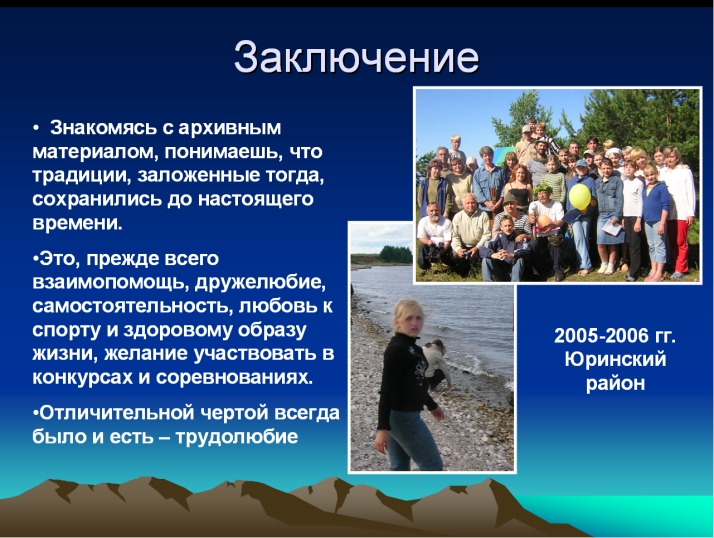 Заключение
• Знакомясь с архивным
материалом, понимаешь, что
традиции, заложенные тогда,
сохранились до настоящего
времени.
•Это, прежде всего
взаимопомощь, дружелюбие,
самостоятельность, любовь к
спорту и здоровому образу
жизни, желание участвовать в
конкурсах и соревнованиях.
•Отличительной чертой всегда
было и есть – трудолюбие
2005-2006 гг.
Юринский
район